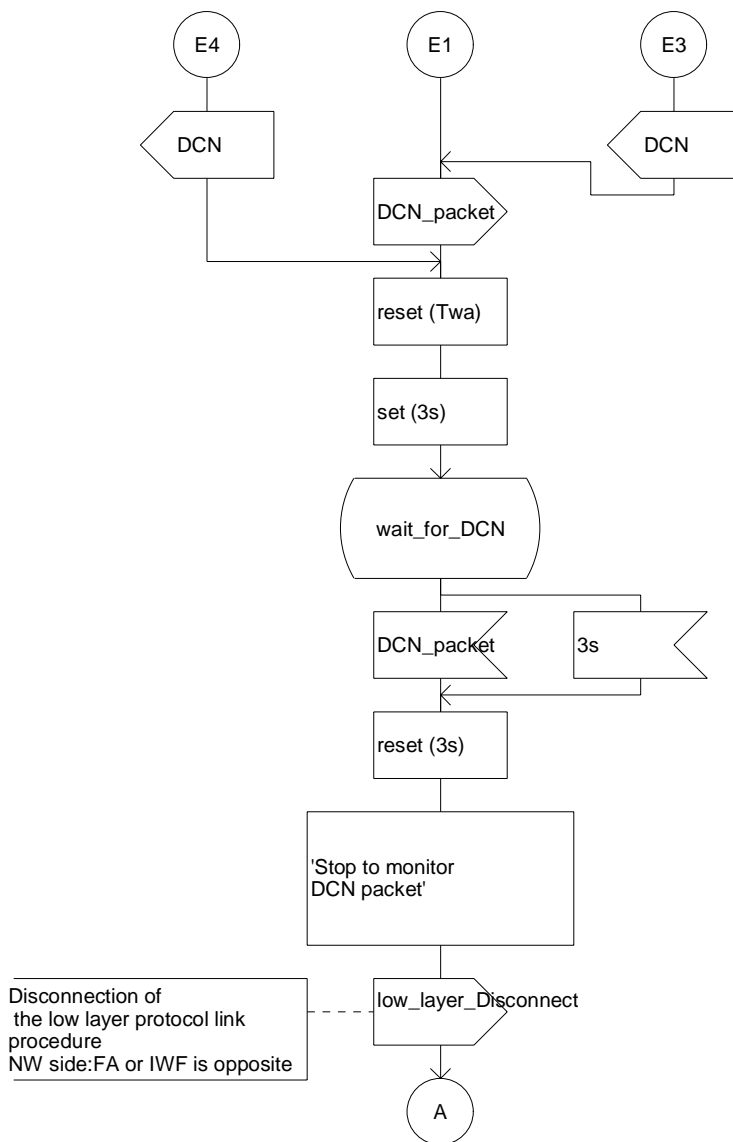 E4
E1
E3
DCN
DCN
DCN_packet
reset (Twa)
set (3s)
wait_for_DCN
DCN_packet
3s
reset (3s)
'Stop to monitor
DCN packet'
low_layer_Disconnect
Disconnection of
the low layer protocol link
procedure
NW side:FA or IWF is opposite
A